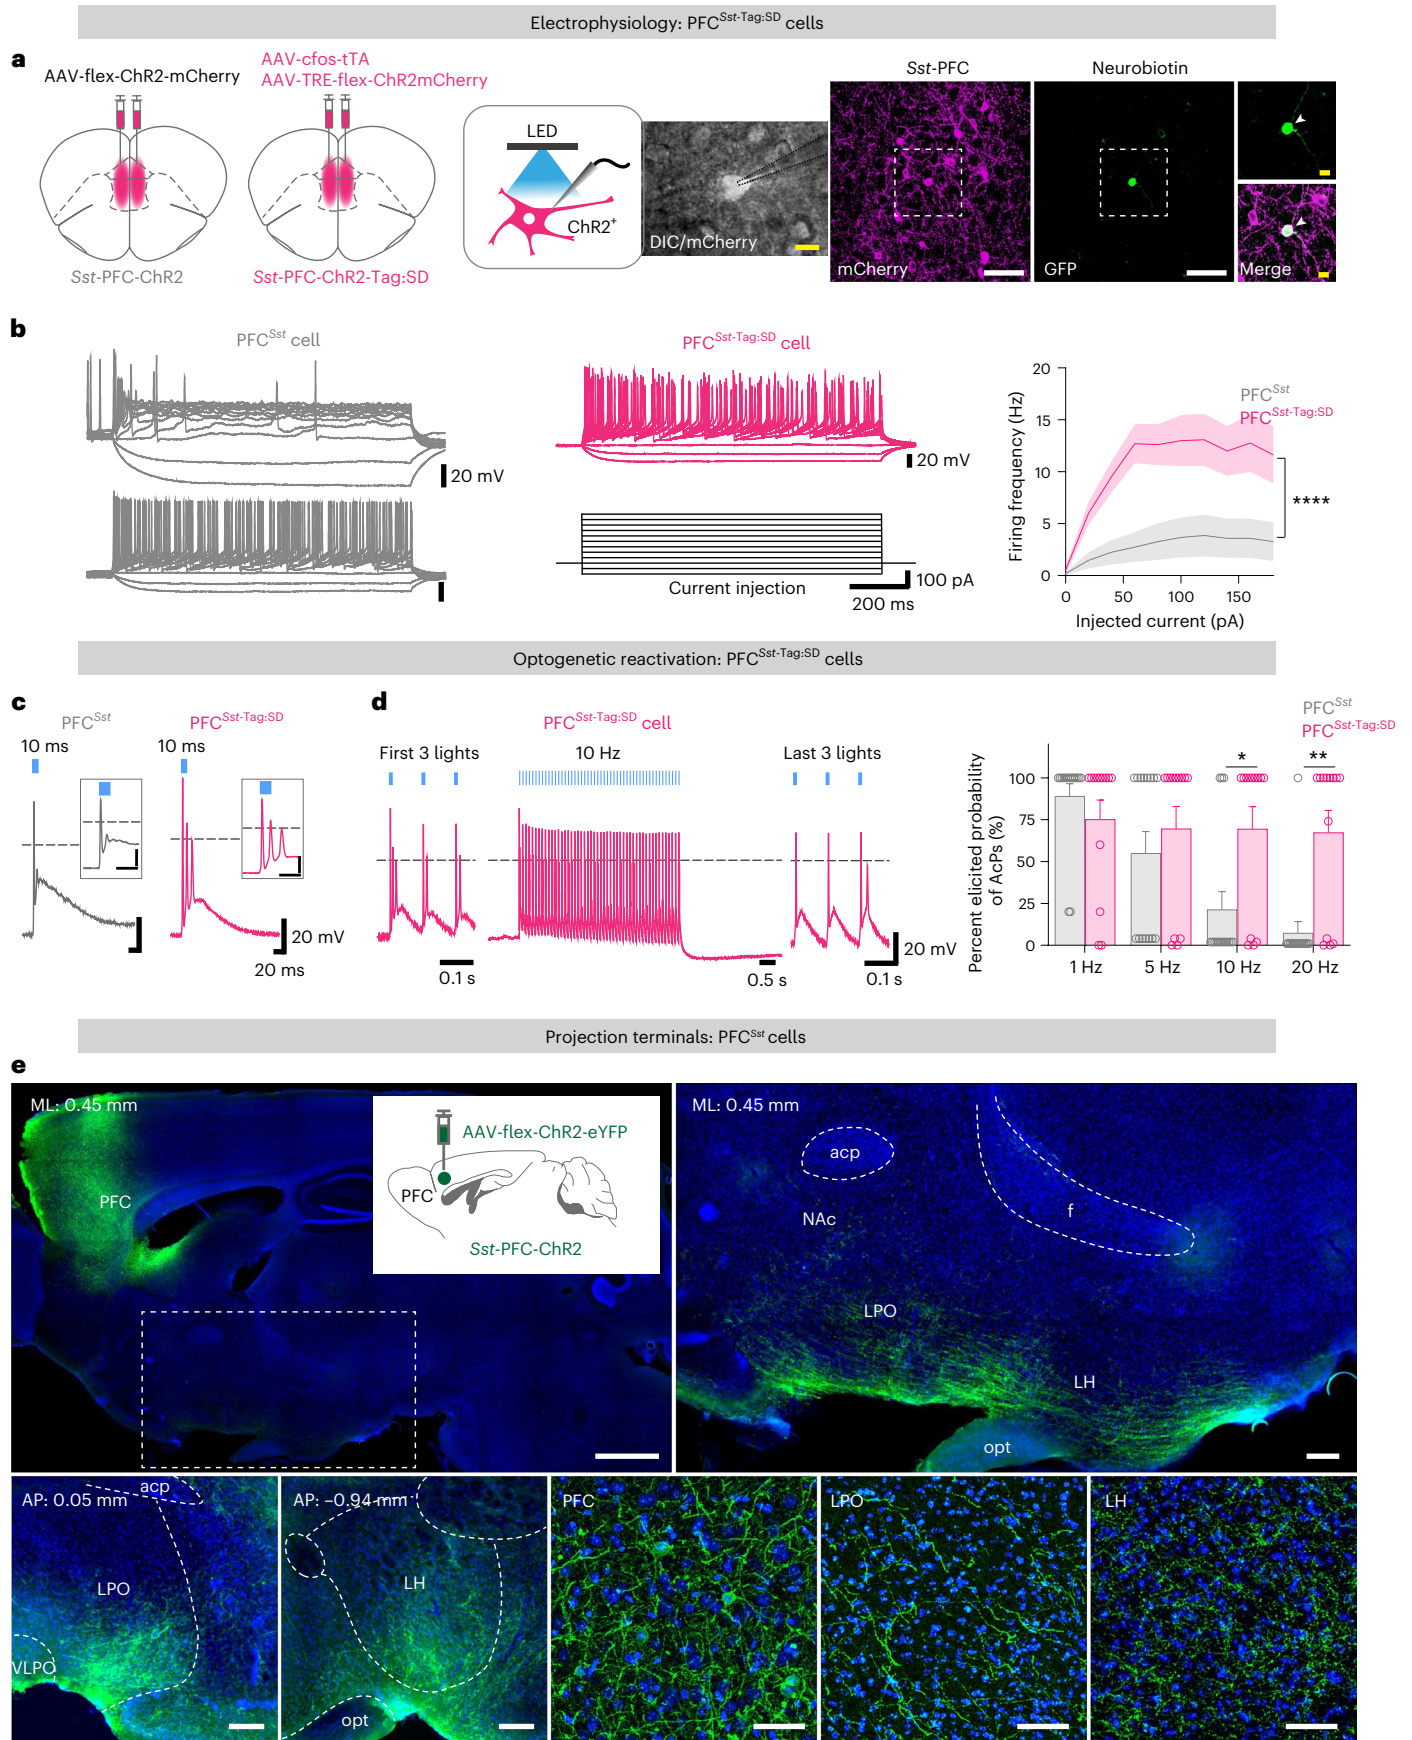 Electrophysiology: PFC^Sst-Tag:SD cells
a
AAV-flex-ChR2-mCherry
AAV-cfos-tTA
AAV-TRE-flex-ChR2mCherry
Sst-PFC-ChR2
Sst-PFC-ChR2-Tag:SD
LED
ChR2+
DIC/mCherry
Sst-PFC
mCherry
Neurobiotin
GFP
Merge
b
PFC^Sst cell
20 mV
PFC^Sst-Tag:SD cell
20 mV
Current injection
100 pA
200 ms
Firing frequency (Hz)
20
15
10
5
0
0
50
100
150
Injected current (pA)
PFC^Sst
PFC^Sst-Tag:SD
****
Optogenetic reactivation: PFC^Sst-Tag:SD cells
c
PFC^Sst
10 ms
PFC^Sst-Tag:SD
10 ms
20 mV
20 ms
d
PFC^Sst-Tag:SD cell
First 3 lights
10 Hz
Last 3 lights
0.1 s
0.5 s
20 mV
0.1 s
PFC^Sst
PFC^Sst-Tag:SD
Percent elicited probability
of AcPs (%)
100
75
50
25
0
*
**
1 Hz
5 Hz
10 Hz
20 Hz
Projection terminals: PFC^Sst cells
e
ML: 0.45 mm
PFC
AAV-flex-ChR2-eYFP
PFC
Sst-PFC-ChR2
ML: 0.45 mm
acp
NAc
f
LPO
LH
opt
AP: 0.05 mm
acp
LPO
VLPO
AP: –0.94 mm
LH
opt
PFC
LPO
LH